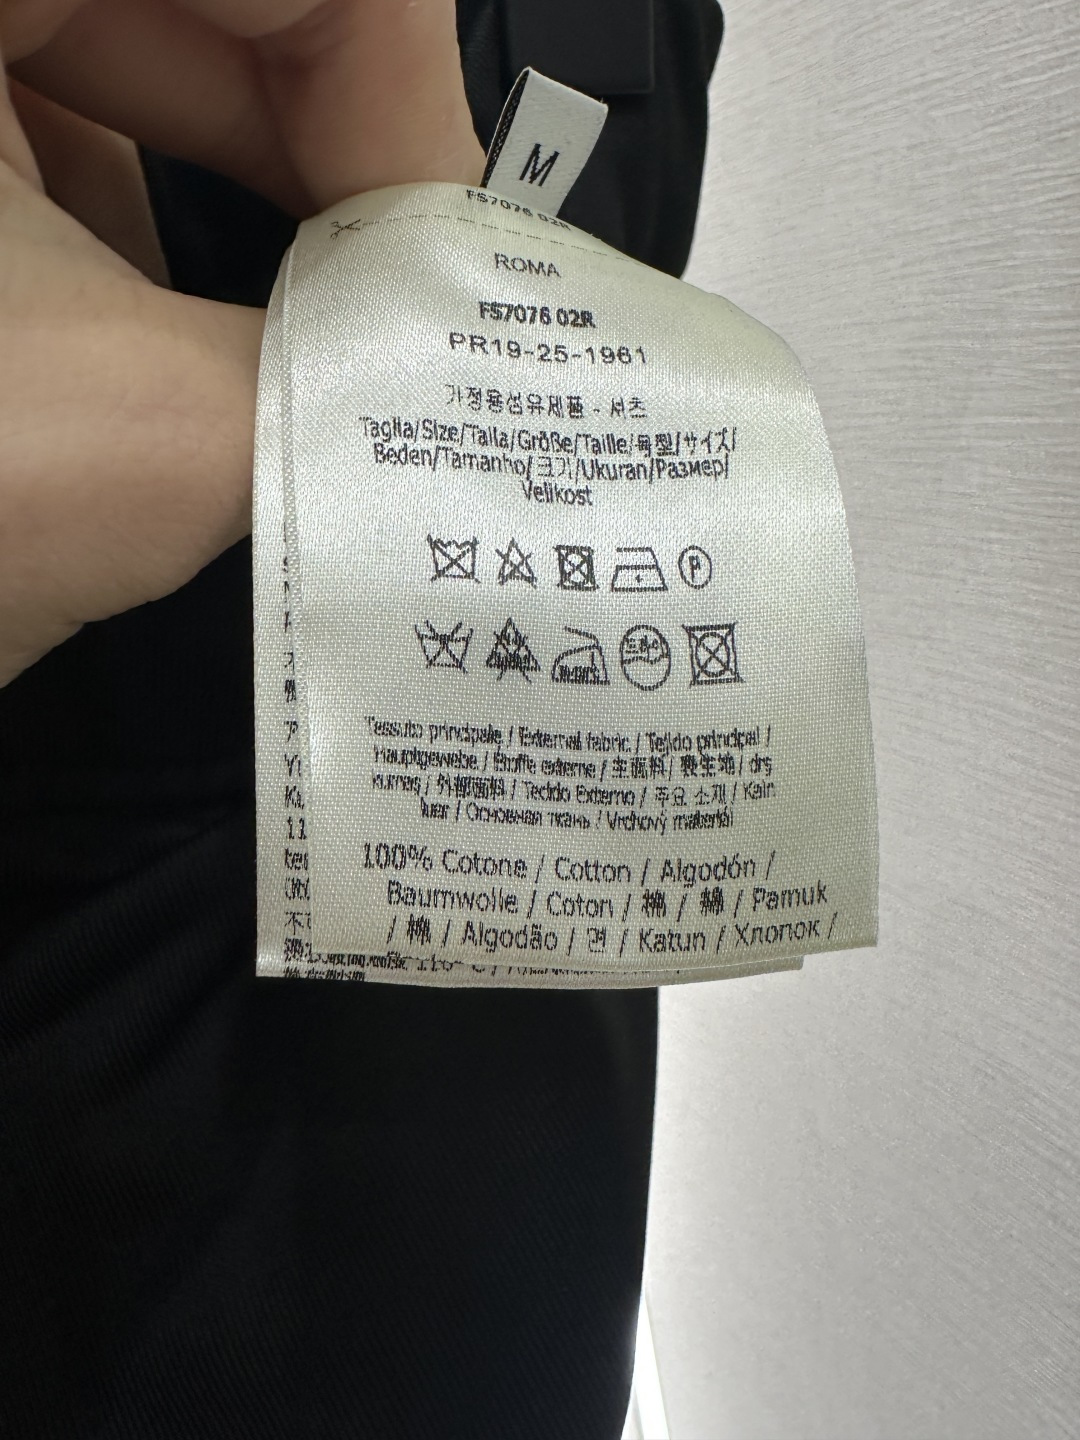 M
FS7076 02R
ROMA
FS7076 02R
PR19-25-1961
가정용섬유제품 - 셔츠
Taglia/Size/Talla/Größe/Taille/号型/サイズ/
Beden/Tamanho/크기/Ukuran/Размер/
Velikost
P
Tessuto principale / External fabric / Tejido principal /
Hauptgewebe / Etoffe externe / 主面料 / 表生地 / dış
kumaş / 外部面料 / Tecido Externo / 주요 소재 / Kain
luar / Основная ткань / Vrchový materiál
100% Cotone / Cotton / Algodón /
Baumwolle / Coton / 棉 / 綿 / Pamuk
/ 棉 / Algodão / 면 / Katun / Хлопок /